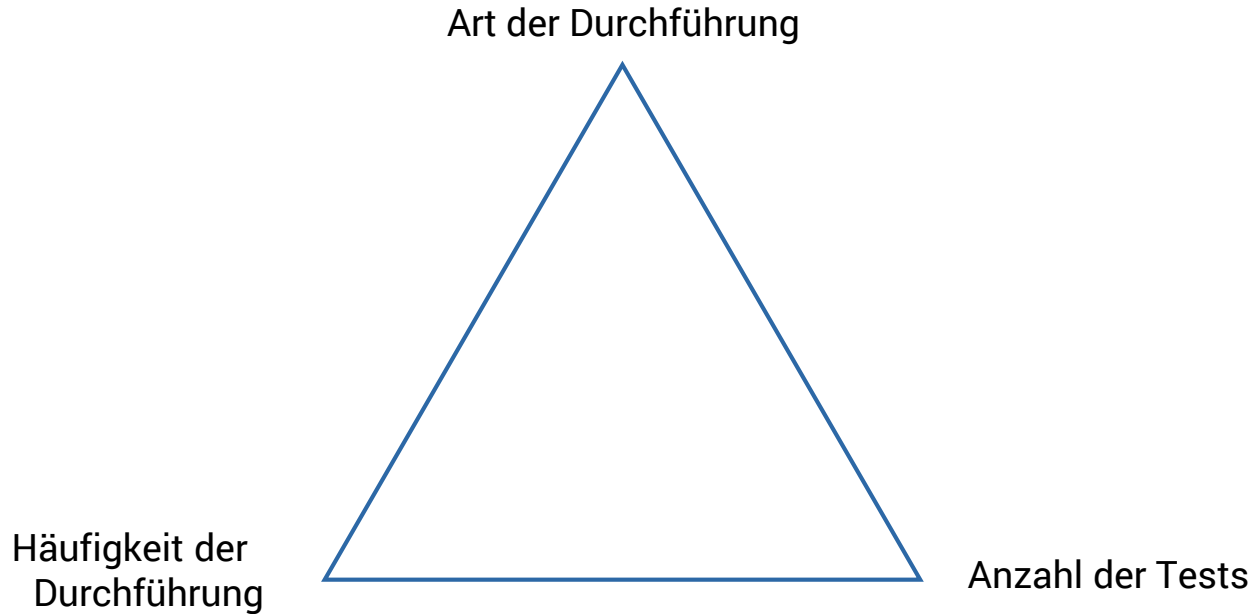 Art der Durchführung
Häufigkeit der
Durchführung
Anzahl der Tests